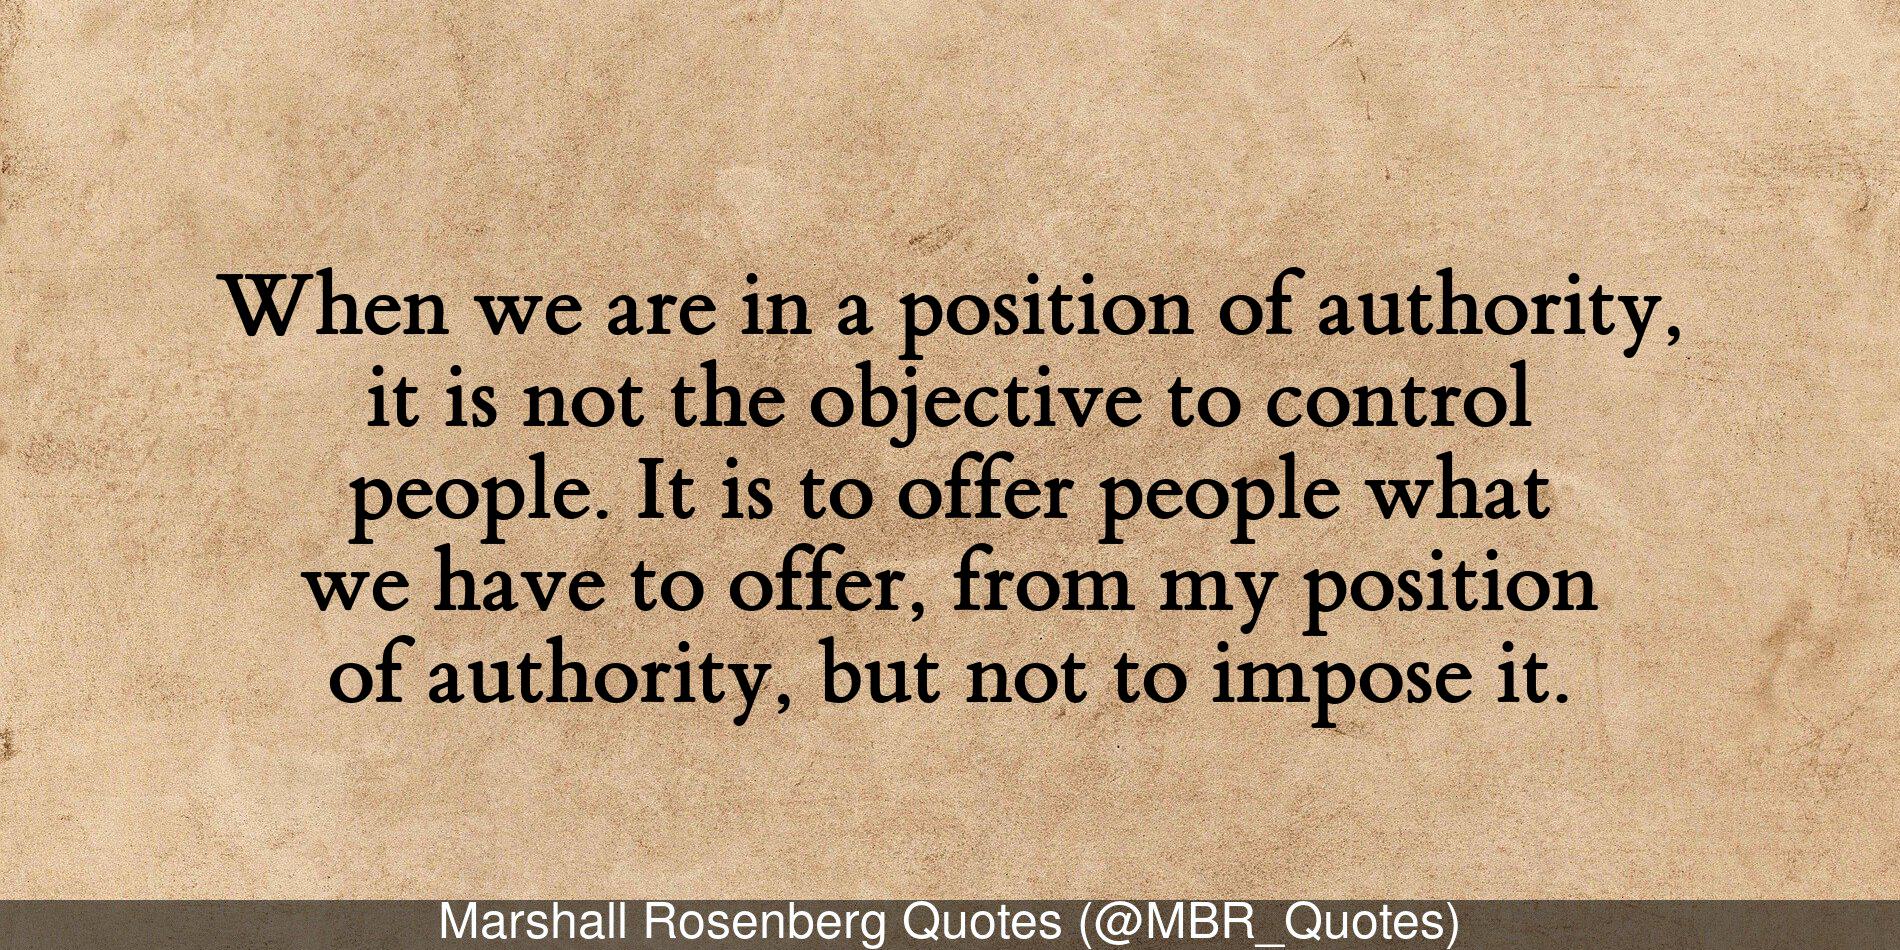 When we are in a position of authority,
it is not the objective to control
people. It is to offer people what
we have to offer, from my position
of authority, but not to impose it.
Marshall Rosenberg Quotes (@MBR_Quotes)